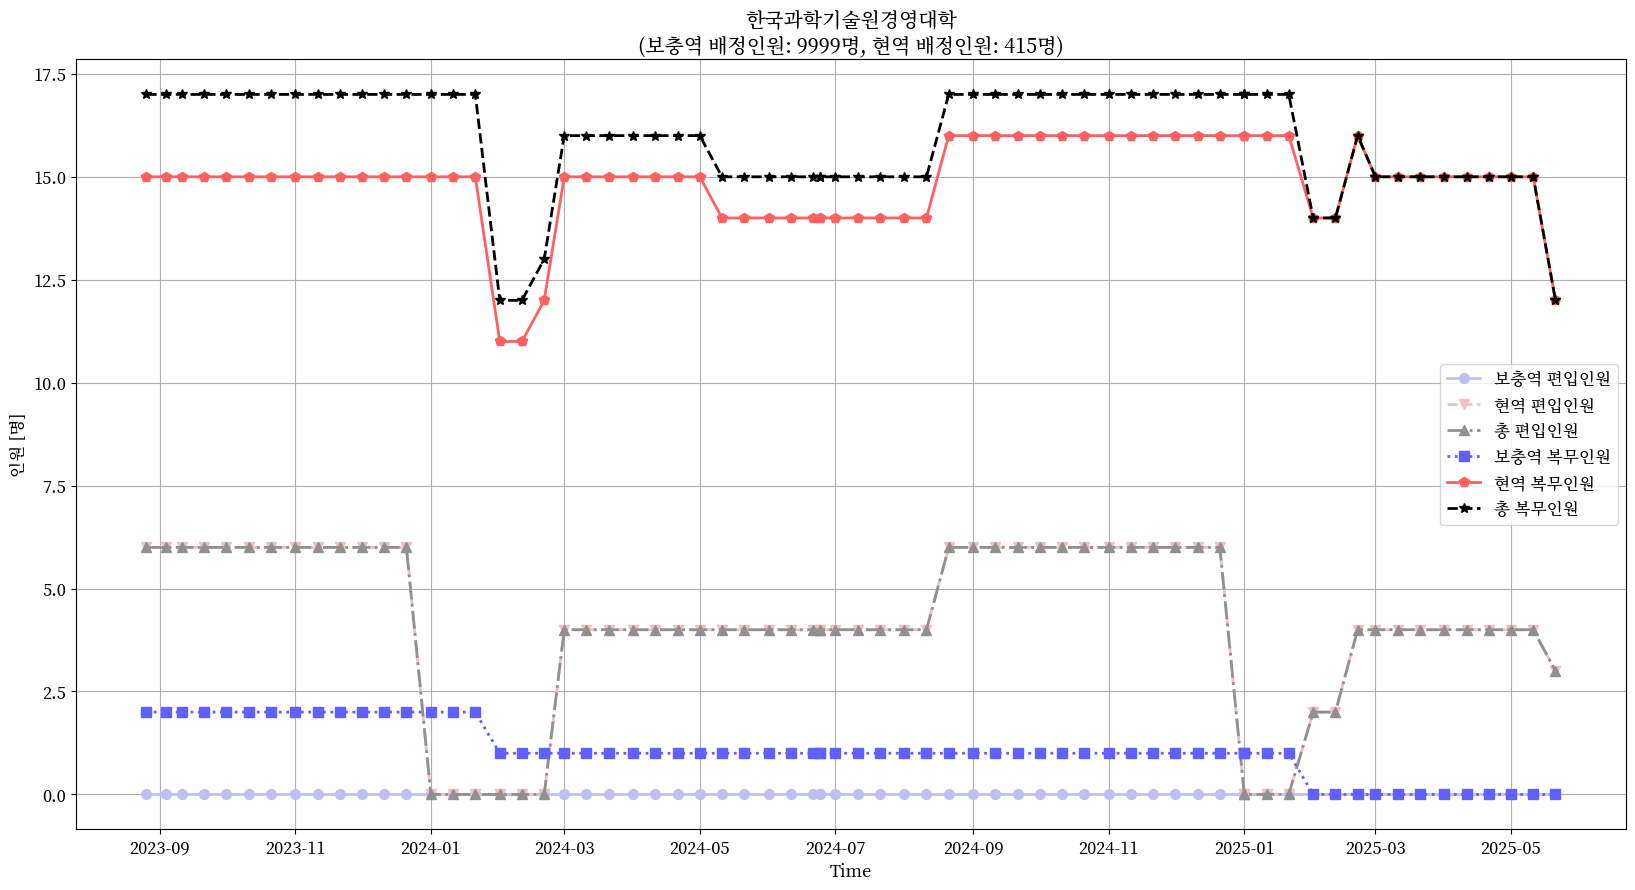 한국과학기술원경영대학
(보충역 배정인원: 9999명, 현역 배정인원: 415명)
17.5
15.0
12.5
10.0
7.5
5.0
2.5
0.0
인원 [명]
보충역 편입인원
현역 편입인원
총 편입인원
보충역 복무인원
현역 복무인원
총 복무인원
2023-09 2023-11 2024-01 2024-03 2024-05 2024-07 2024-09 2024-11 2025-01 2025-03 2025-05
Time